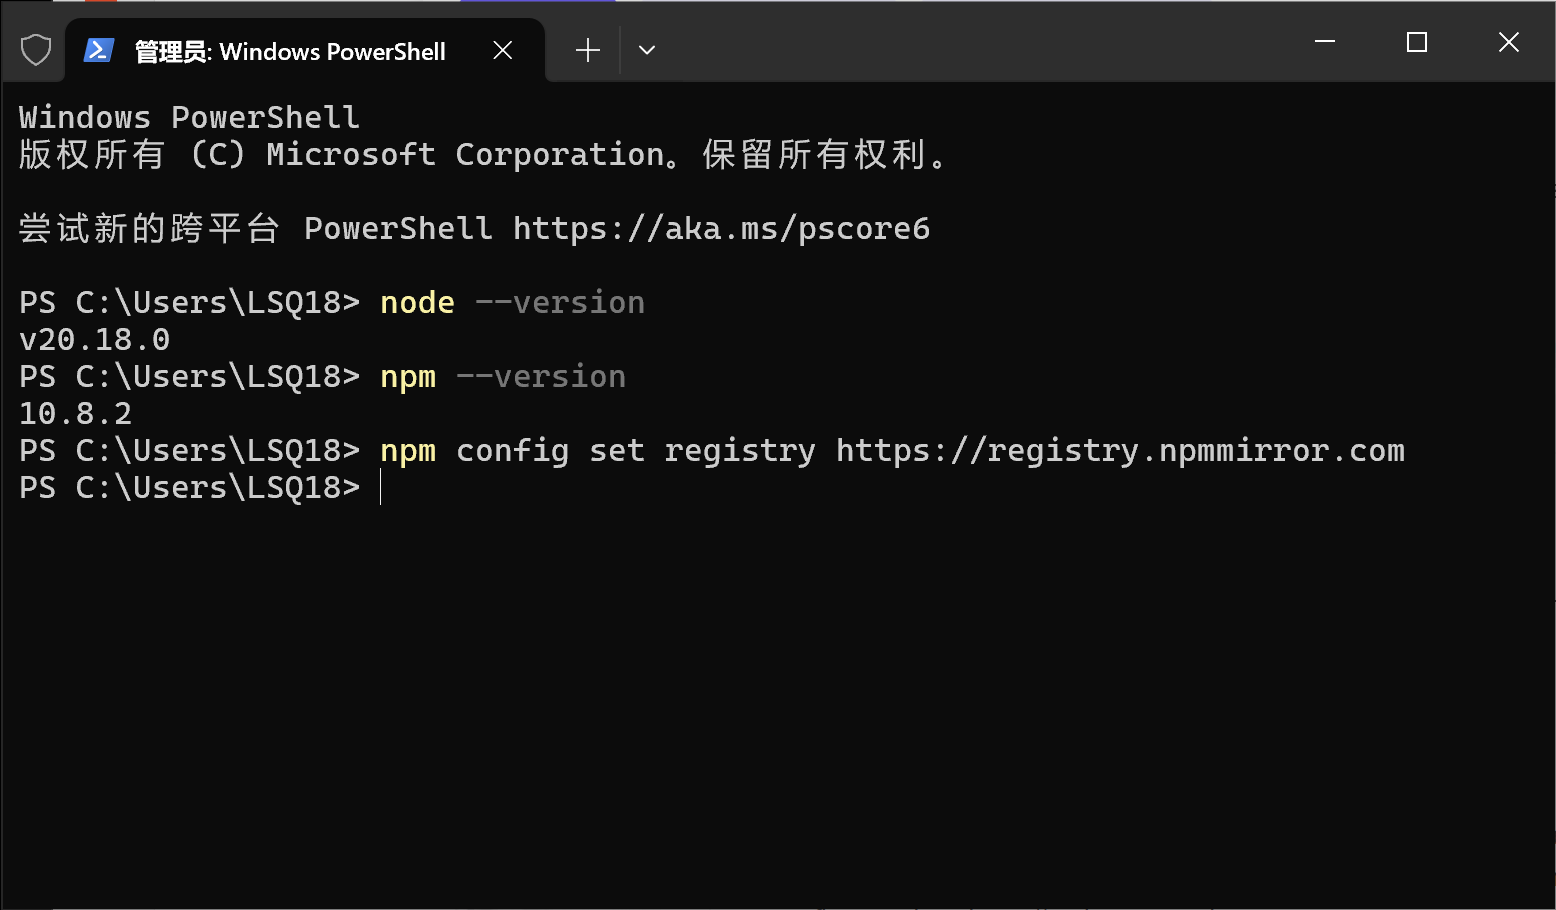 管理员: Windows PowerShell
Windows PowerShell
版权所有 (C) Microsoft Corporation。保留所有权利。
尝试新的跨平台 PowerShell https://aka.ms/pscore6
PS C:\Users\LSQ18> node --version
v20.18.0
PS C:\Users\LSQ18> npm --version
10.8.2
PS C:\Users\LSQ18> npm config set registry https://registry.npmmirror.com
PS C:\Users\LSQ18>